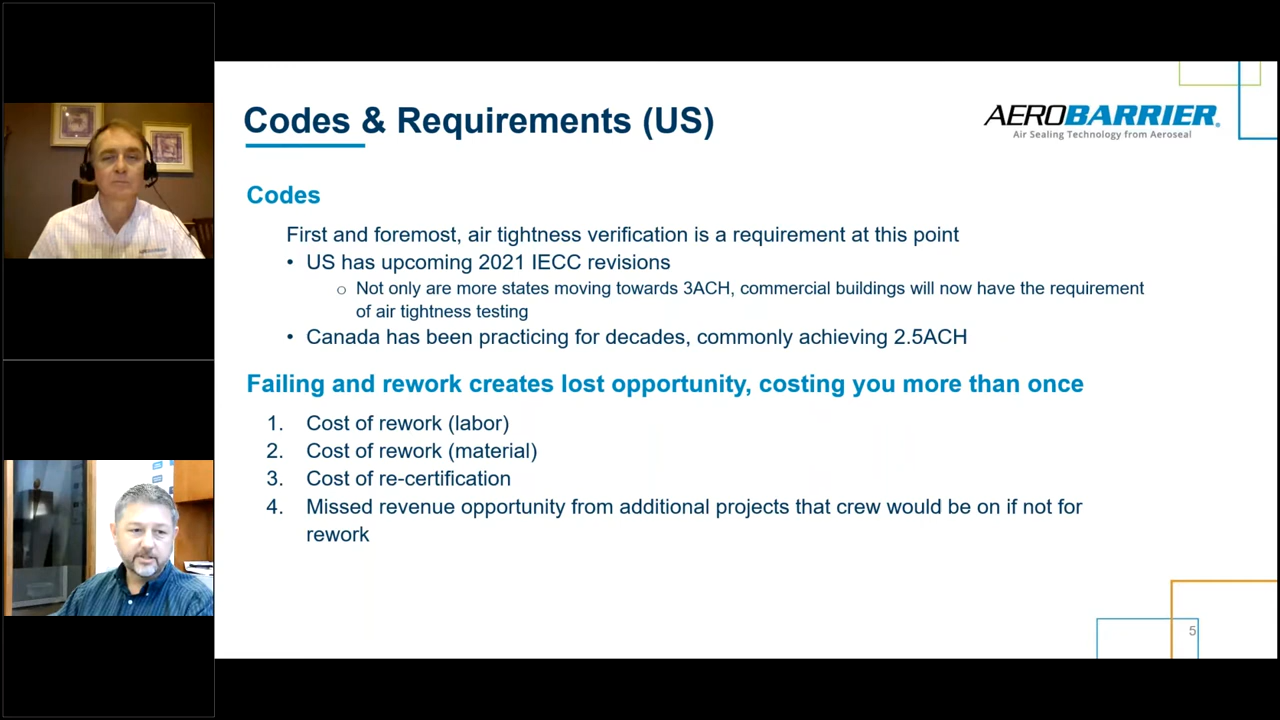 Codes & Requirements (US)
AEROBARRIER®
Air Sealing Technology from Aeroseal
Codes
First and foremost, air tightness verification is a requirement at this point
• US has upcoming 2021 IECC revisions
○ Not only are more states moving towards 3ACH, commercial buildings will now have the requirement
of air tightness testing
• Canada has been practicing for decades, commonly achieving 2.5ACH
Failing and rework creates lost opportunity, costing you more than once
1. Cost of rework (labor)
2. Cost of rework (material)
3. Cost of re-certification
4. Missed revenue opportunity from additional projects that crew would be on if not for
rework
5